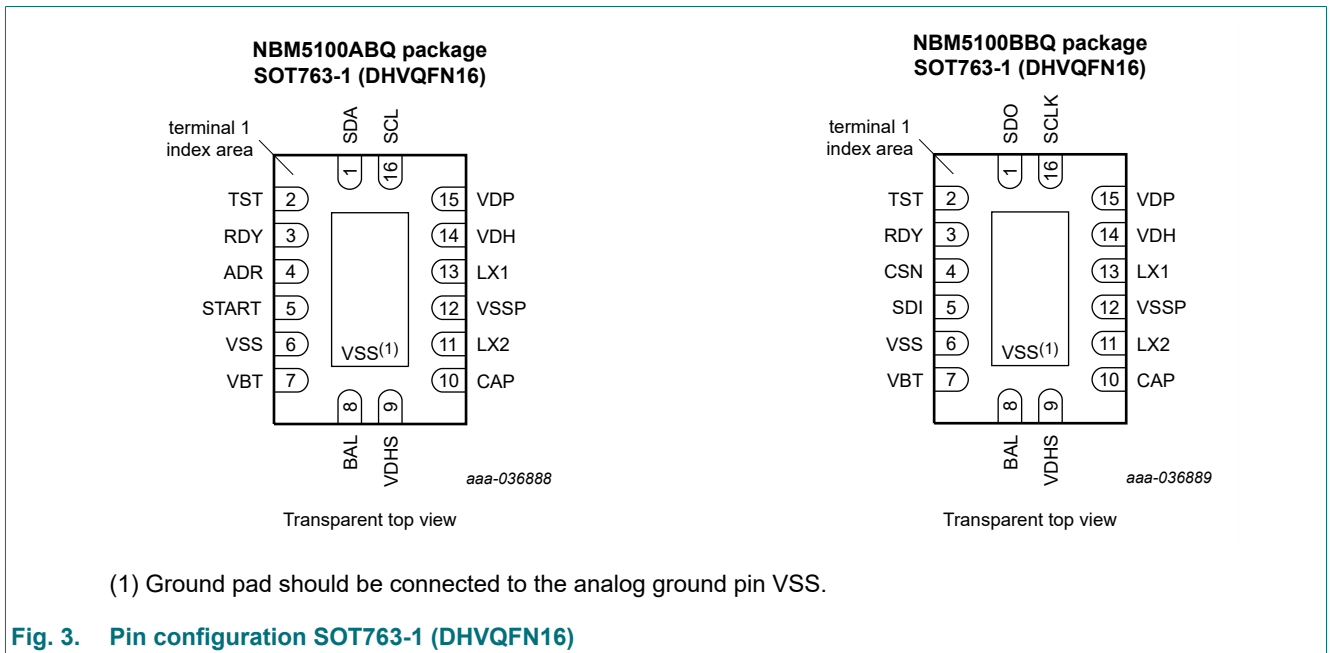 NBM5100ABQ package
SOT763-1 (DHVQFN16)
terminal 1
index area
SDA
SCL
1
16
TST 2
15 VDP
RDY 3
14 VDH
ADR 4
13 LX1
START 5
12 VSSP
VSS 6
11 LX2
VBT 7
10 CAP
VSS(1)
8
9
BAL
VDHS
aaa-036888
Transparent top view
NBM5100BBQ package
SOT763-1 (DHVQFN16)
terminal 1
index area
SDO
SCLK
1
16
TST 2
15 VDP
RDY 3
14 VDH
CSN 4
13 LX1
SDI 5
12 VSSP
VSS 6
11 LX2
VBT 7
10 CAP
VSS(1)
8
9
BAL
VDHS
aaa-036889
Transparent top view
(1) Ground pad should be connected to the analog ground pin VSS.
Fig. 3. Pin configuration SOT763-1 (DHVQFN16)